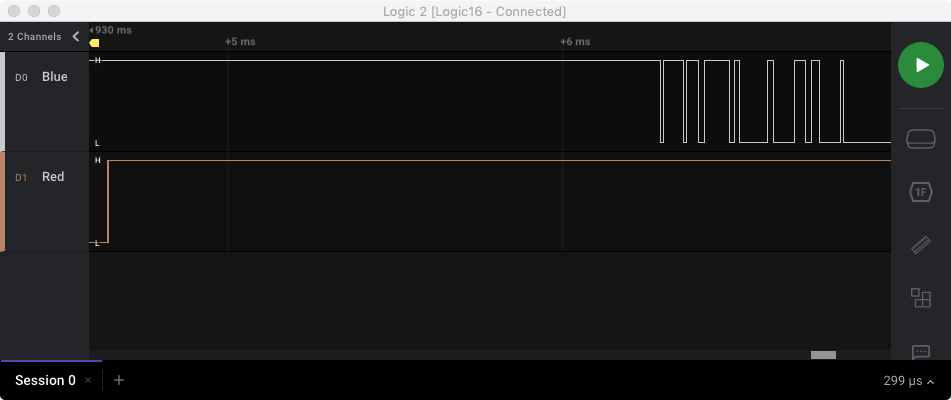 Logic 2 [Logic16 - Connected]
2 Channels
930 ms
+5 ms
+6 ms
D0 Blue
H
L
D1 Red
H
L
1F
Session 0
299 µs